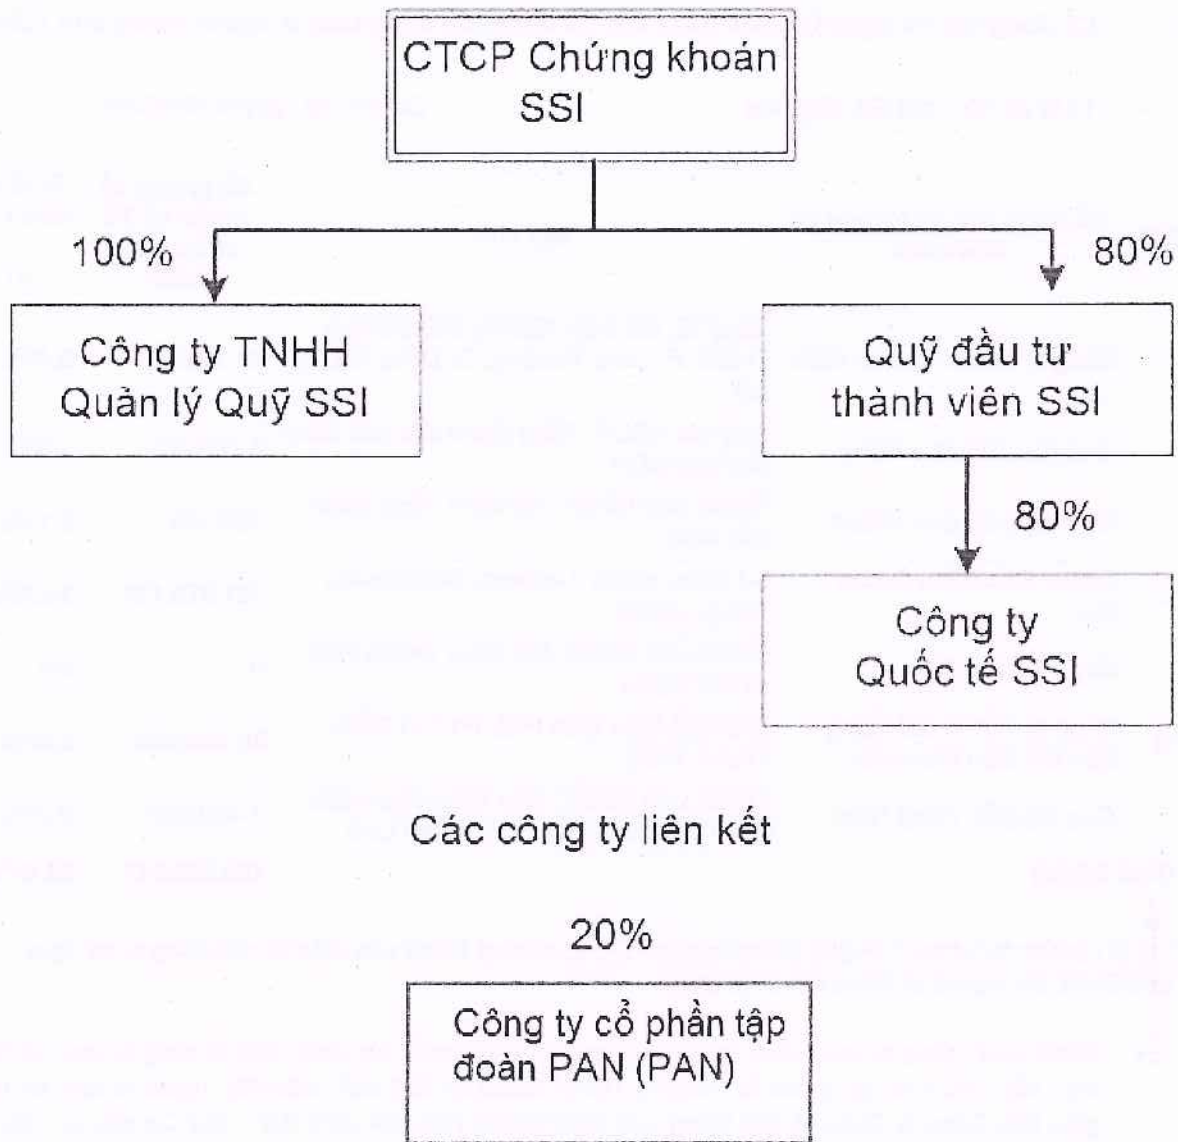 CTCP Chứng khoán
SSI
100%
80%
Công ty TNHH
Quản lý Quỹ SSI
Quỹ đầu tư
thành viên SSI
80%
Công ty
Quốc tế SSI
Các công ty liên kết
20%
Công ty cổ phần tập
đoàn PAN (PAN)